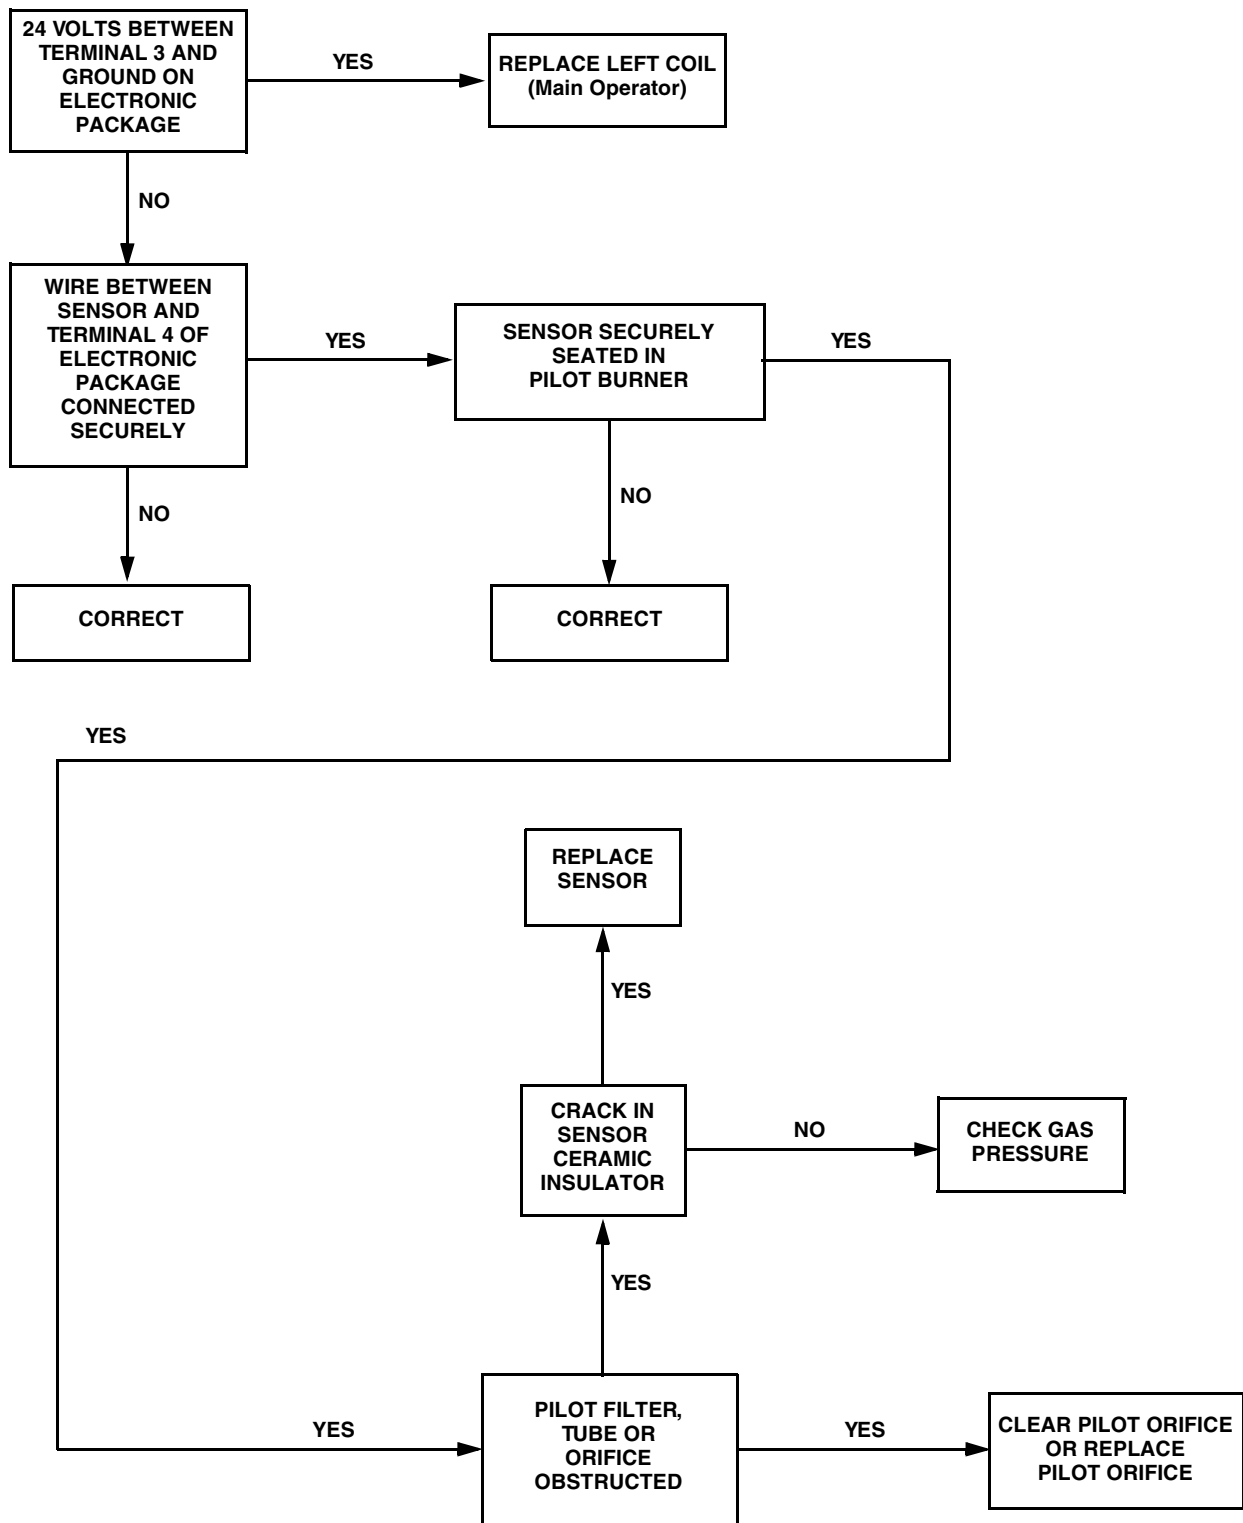 24 VOLTS BETWEEN
TERMINAL 3 AND
GROUND ON
ELECTRONIC
PACKAGE
YES
REPLACE LEFT COIL
(Main Operator)
NO
WIRE BETWEEN
SENSOR AND
TERMINAL 4 OF
ELECTRONIC
PACKAGE
CONNECTED
SECURELY
YES
SENSOR SECURELY
SEATED IN
PILOT BURNER
YES
NO
NO
CORRECT
CORRECT
YES
REPLACE
SENSOR
YES
CRACK IN
SENSOR
CERAMIC
INSULATOR
NO
CHECK GAS
PRESSURE
YES
YES
PILOT FILTER,
TUBE OR
ORIFICE
OBSTRUCTED
YES
CLEAR PILOT ORIFICE
OR REPLACE
PILOT ORIFICE